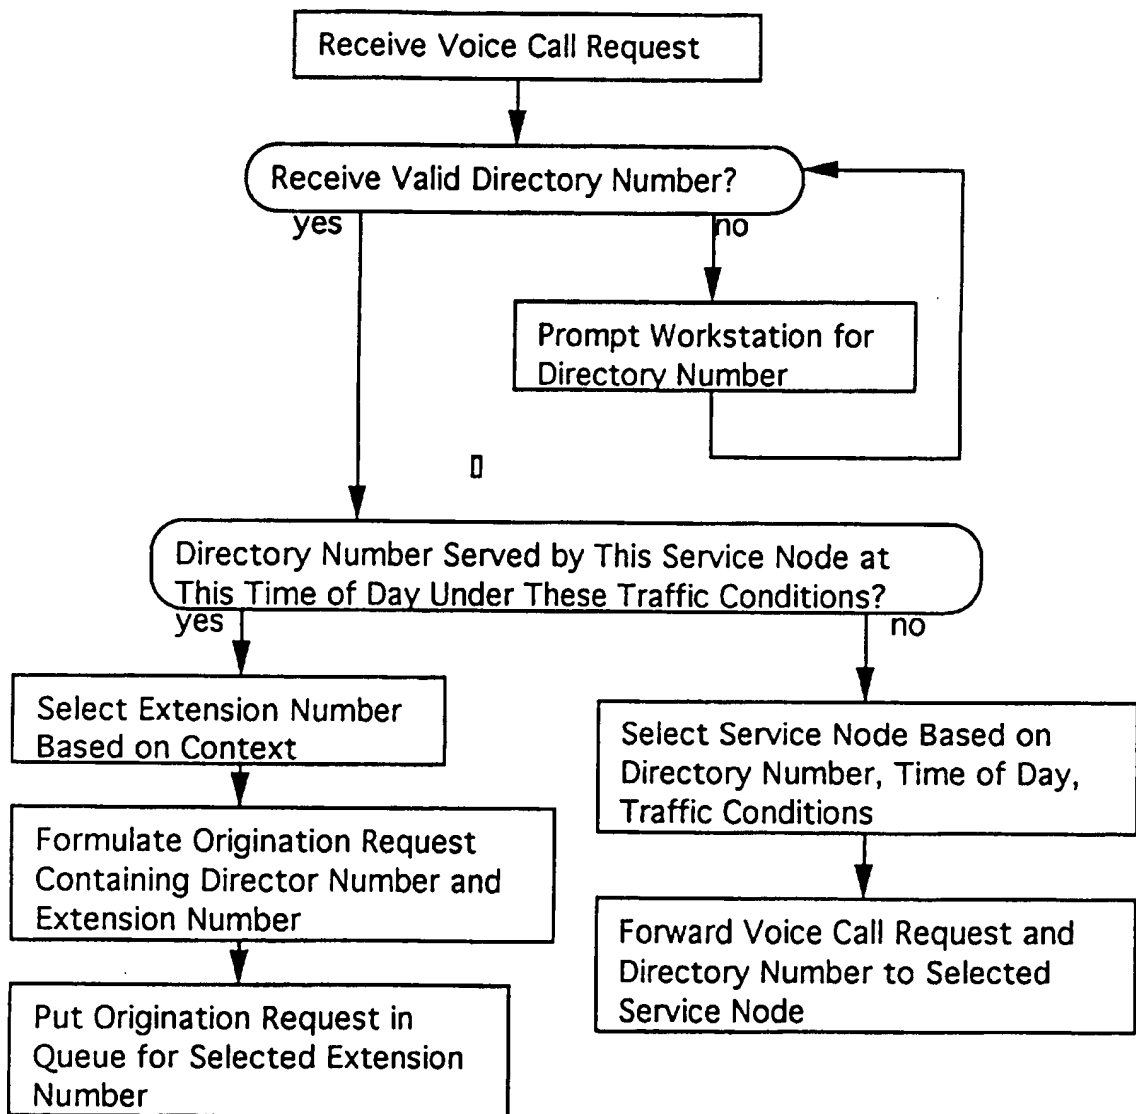 Receive Voice Call Request
Receive Valid Directory Number?
yes
no
Prompt Workstation for
Directory Number
Directory Number Served by This Service Node at
This Time of Day Under These Traffic Conditions?
yes
no
Select Extension Number
Based on Context
Formulate Origination Request
Containing Director Number and
Extension Number
Put Origination Request in
Queue for Selected Extension
Number
Select Service Node Based on
Directory Number, Time of Day,
Traffic Conditions
Forward Voice Call Request and
Directory Number to Selected
Service Node